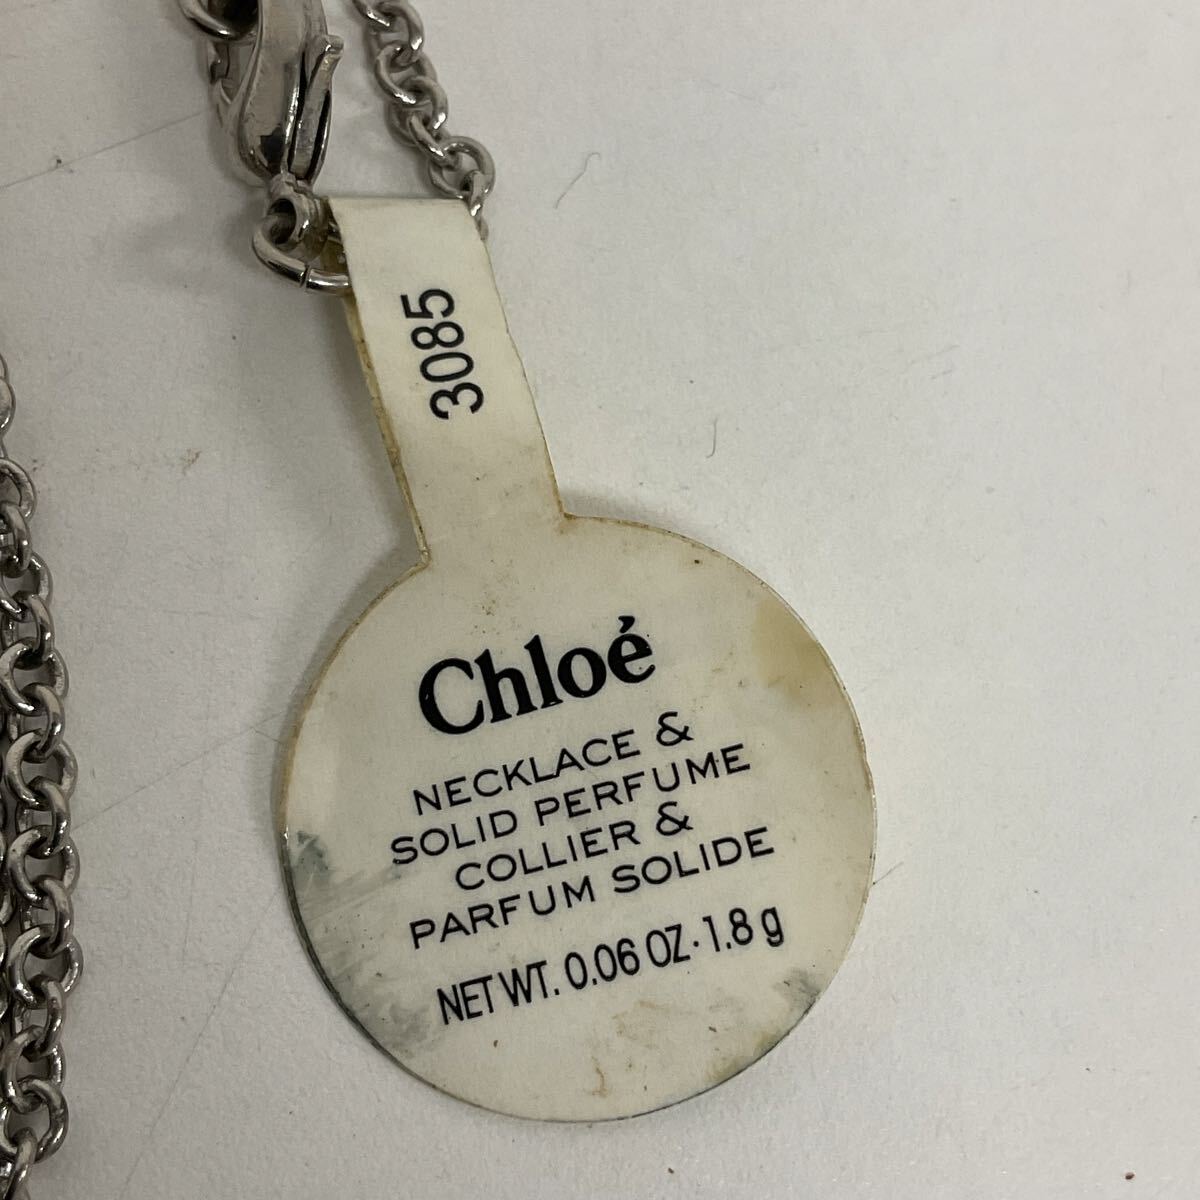 3085
Chloé
NECKLACE &
SOLID PERFUME
COLLIER &
PARFUM SOLIDE
NET WT. 0.06 OZ · 1.8 g